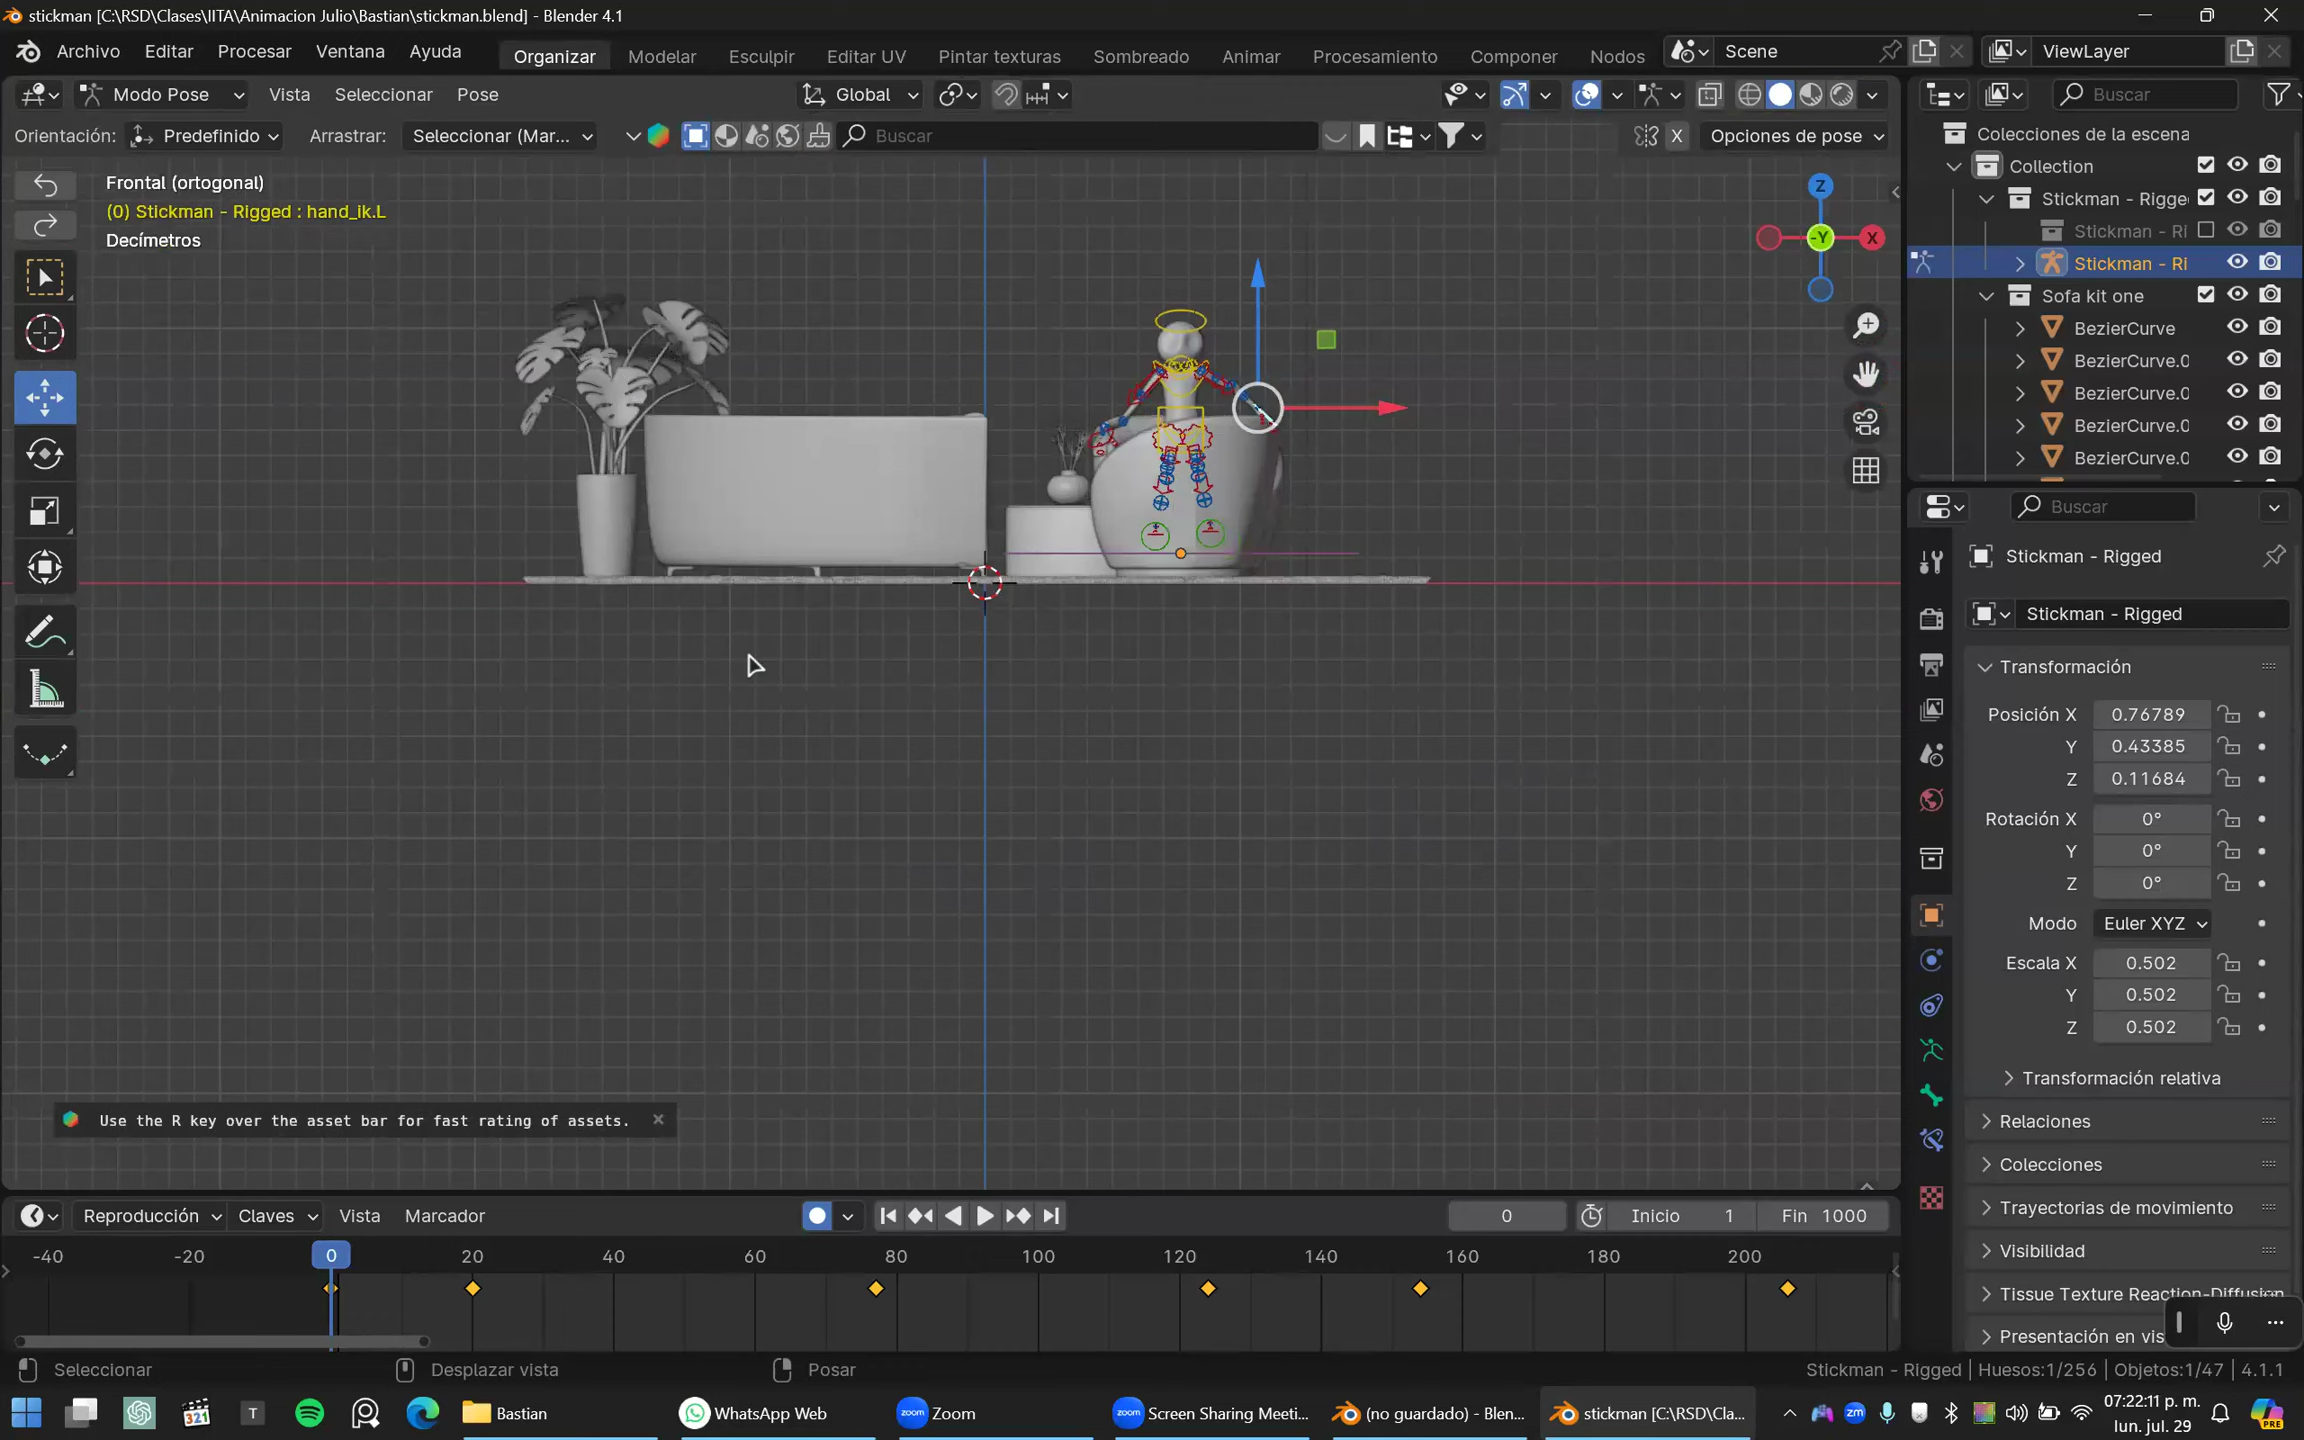 stickman [C:\RSD\Clases\IITA\Animacion Julio\Bastian\stickman.blend] - Blender 4.1
Archivo Editar Procesar Ventana Ayuda Organizar Modelar Esculpir Editar UV Pintar texturas Sombreado Animar Procesamiento Componer Nodos Scene ViewLayer
Modo Pose Vista Seleccionar Pose Global Buscar
Orientación: Predefinido Arrastrar: Seleccionar (Mar... Buscar X Opciones de pose
Colecciones de la escena
Collection
Stickman - Rigge
Stickman - Ri
Stickman - Ri
Sofa kit one
BezierCurve
BezierCurve.0
BezierCurve.0
BezierCurve.0
BezierCurve.0
Frontal (ortogonal)
(0) Stickman - Rigged : hand_ik.L
Decímetros
Z
-Y
X
Buscar
Stickman - Rigged
Stickman - Rigged
Transformación
Posición X 0.76789
Y 0.43385
Z 0.11684
Rotación X 0°
Y 0°
Z 0°
Modo Euler XYZ
Escala X 0.502
Y 0.502
Z 0.502
Transformación relativa
Relaciones
Colecciones
Trayectorias de movimiento
Visibilidad
Tissue Texture Reaction-Diffusion
Presentación en vis
Use the R key over the asset bar for fast rating of assets.
Reproducción Claves Vista Marcador 0 Inicio 1 Fin 1000
-40 -20 0 20 40 60 80 100 120 140 160 180 200
Seleccionar Desplazar vista Posar Stickman - Rigged | Huesos:1/256 | Objetos:1/47 | 4.1.1
321 T Bastian WhatsApp Web zoom Zoom zoom Screen Sharing Meeti... (no guardado) - Blen... stickman [C:\RSD\Cla... zm PRE
07:22:11 p. m.
lun. jul. 29